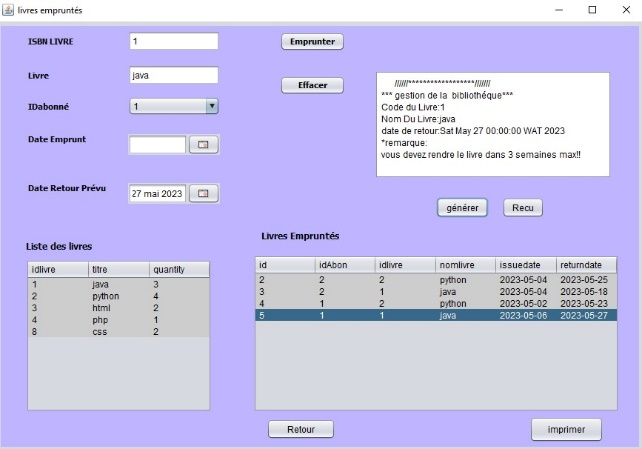 livres empruntés
ISBN LIVRE 1 Emprunter
Livre java Effacer
IDabonné 1
Date Emprunt
Date Retour Prévu 27 mai 2023
//////******************///////
*** gestion de la bibliothéque***
Code du Livre:1
Nom Du Livre:java
date de retour:Sat May 27 00:00:00 WAT 2023
*remarque:
vous devez rendre le livre dans 3 semaines max!!
générer Recu
Liste des livres
idlivre titre quantity
1 java 3
2 python 4
3 html 2
4 php 1
8 css 2
Livres Empruntés
id idAbon idlivre nomlivre issuedate returndate
2 2 2 python 2023-05-04 2023-05-25
3 2 1 java 2023-05-04 2023-05-18
4 1 2 python 2023-05-02 2023-05-23
5 1 1 java 2023-05-06 2023-05-27
Retour imprimer